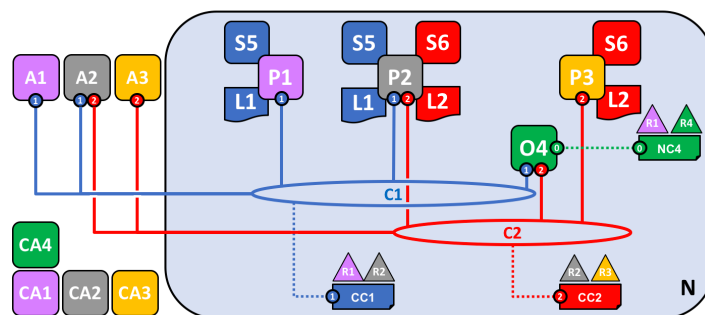 S5 S5 S6 S6
A1 A2 A3 P1 P2 P3
L1 L1 L2 L2
1 1 2 2 1 1 2 2
R1 R4
O4 0 0 NC4
1 2
C1
CA4 C2
R1 R2 R2 R3
CA1 CA2 CA3 1 CC1 2 CC2 N